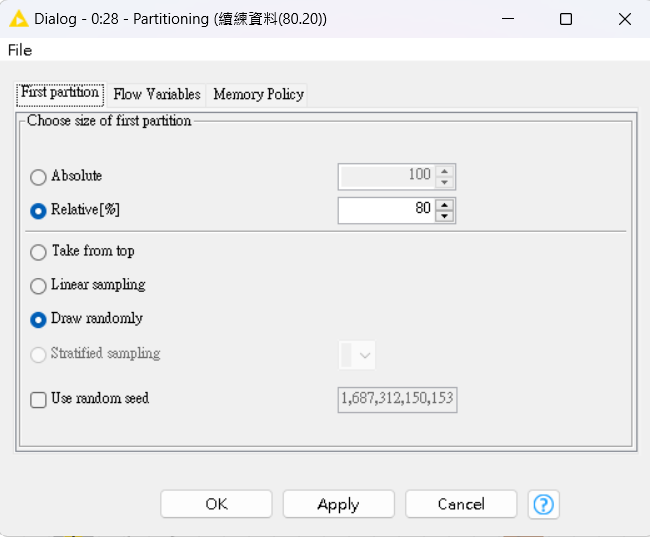 Dialog - 0:28 - Partitioning (續練資料(80.20))
File
First partition Flow Variables Memory Policy
Choose size of first partition
Absolute 100
Relative[%] 80
Take from top
Linear sampling
Draw randomly
Stratified sampling
Use random seed 1,687,312,150,153
OK Apply Cancel ?